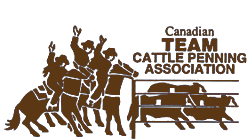 Canadian
TEAM
CATTLE PENNING
ASSOCIATION